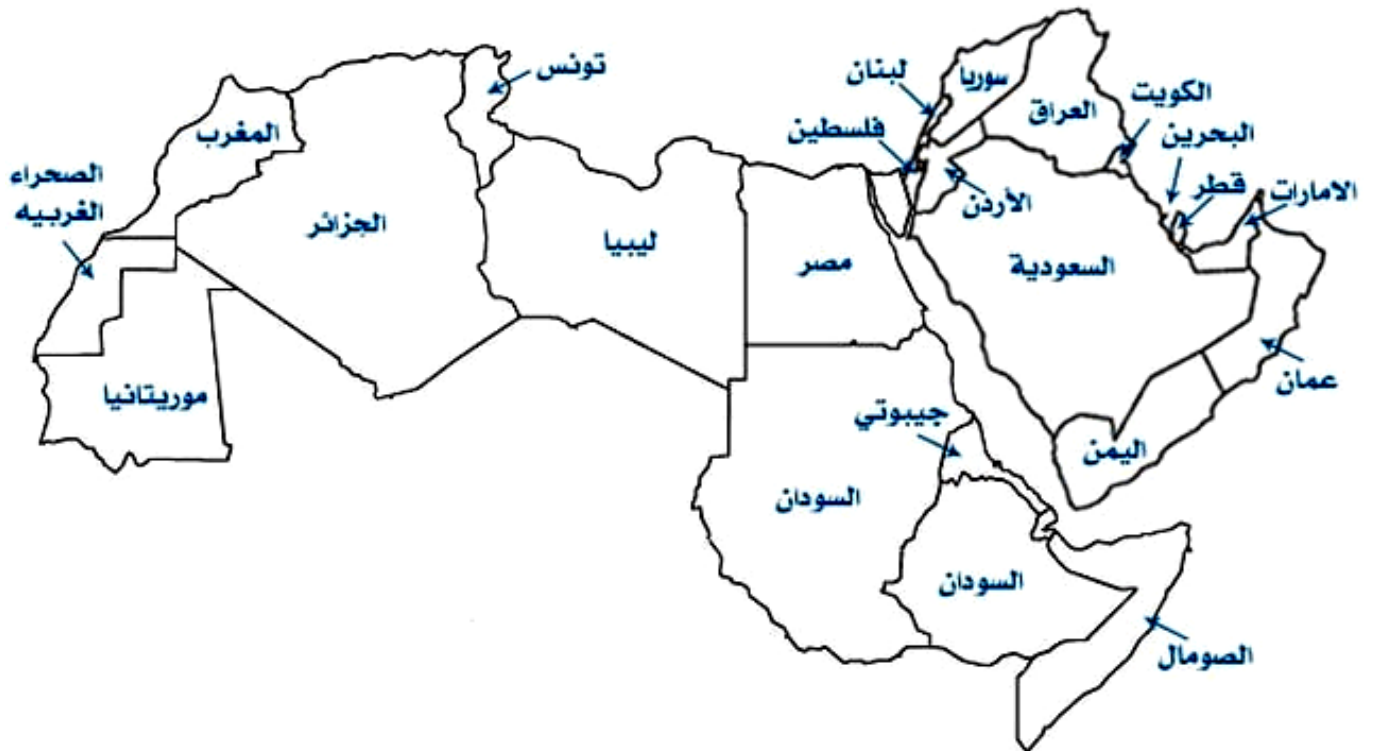 تونس
المغرب
الصحراء
الغربيه
الجزائر
ليبيا
موريتانيا
مصر
السودان
جيبوتي
السودان
الصومال
لبنان
فلسطين
سوريا
العراق
الأردن
الكويت
البحرين
قطر
الامارات
السعودية
عمان
اليمن